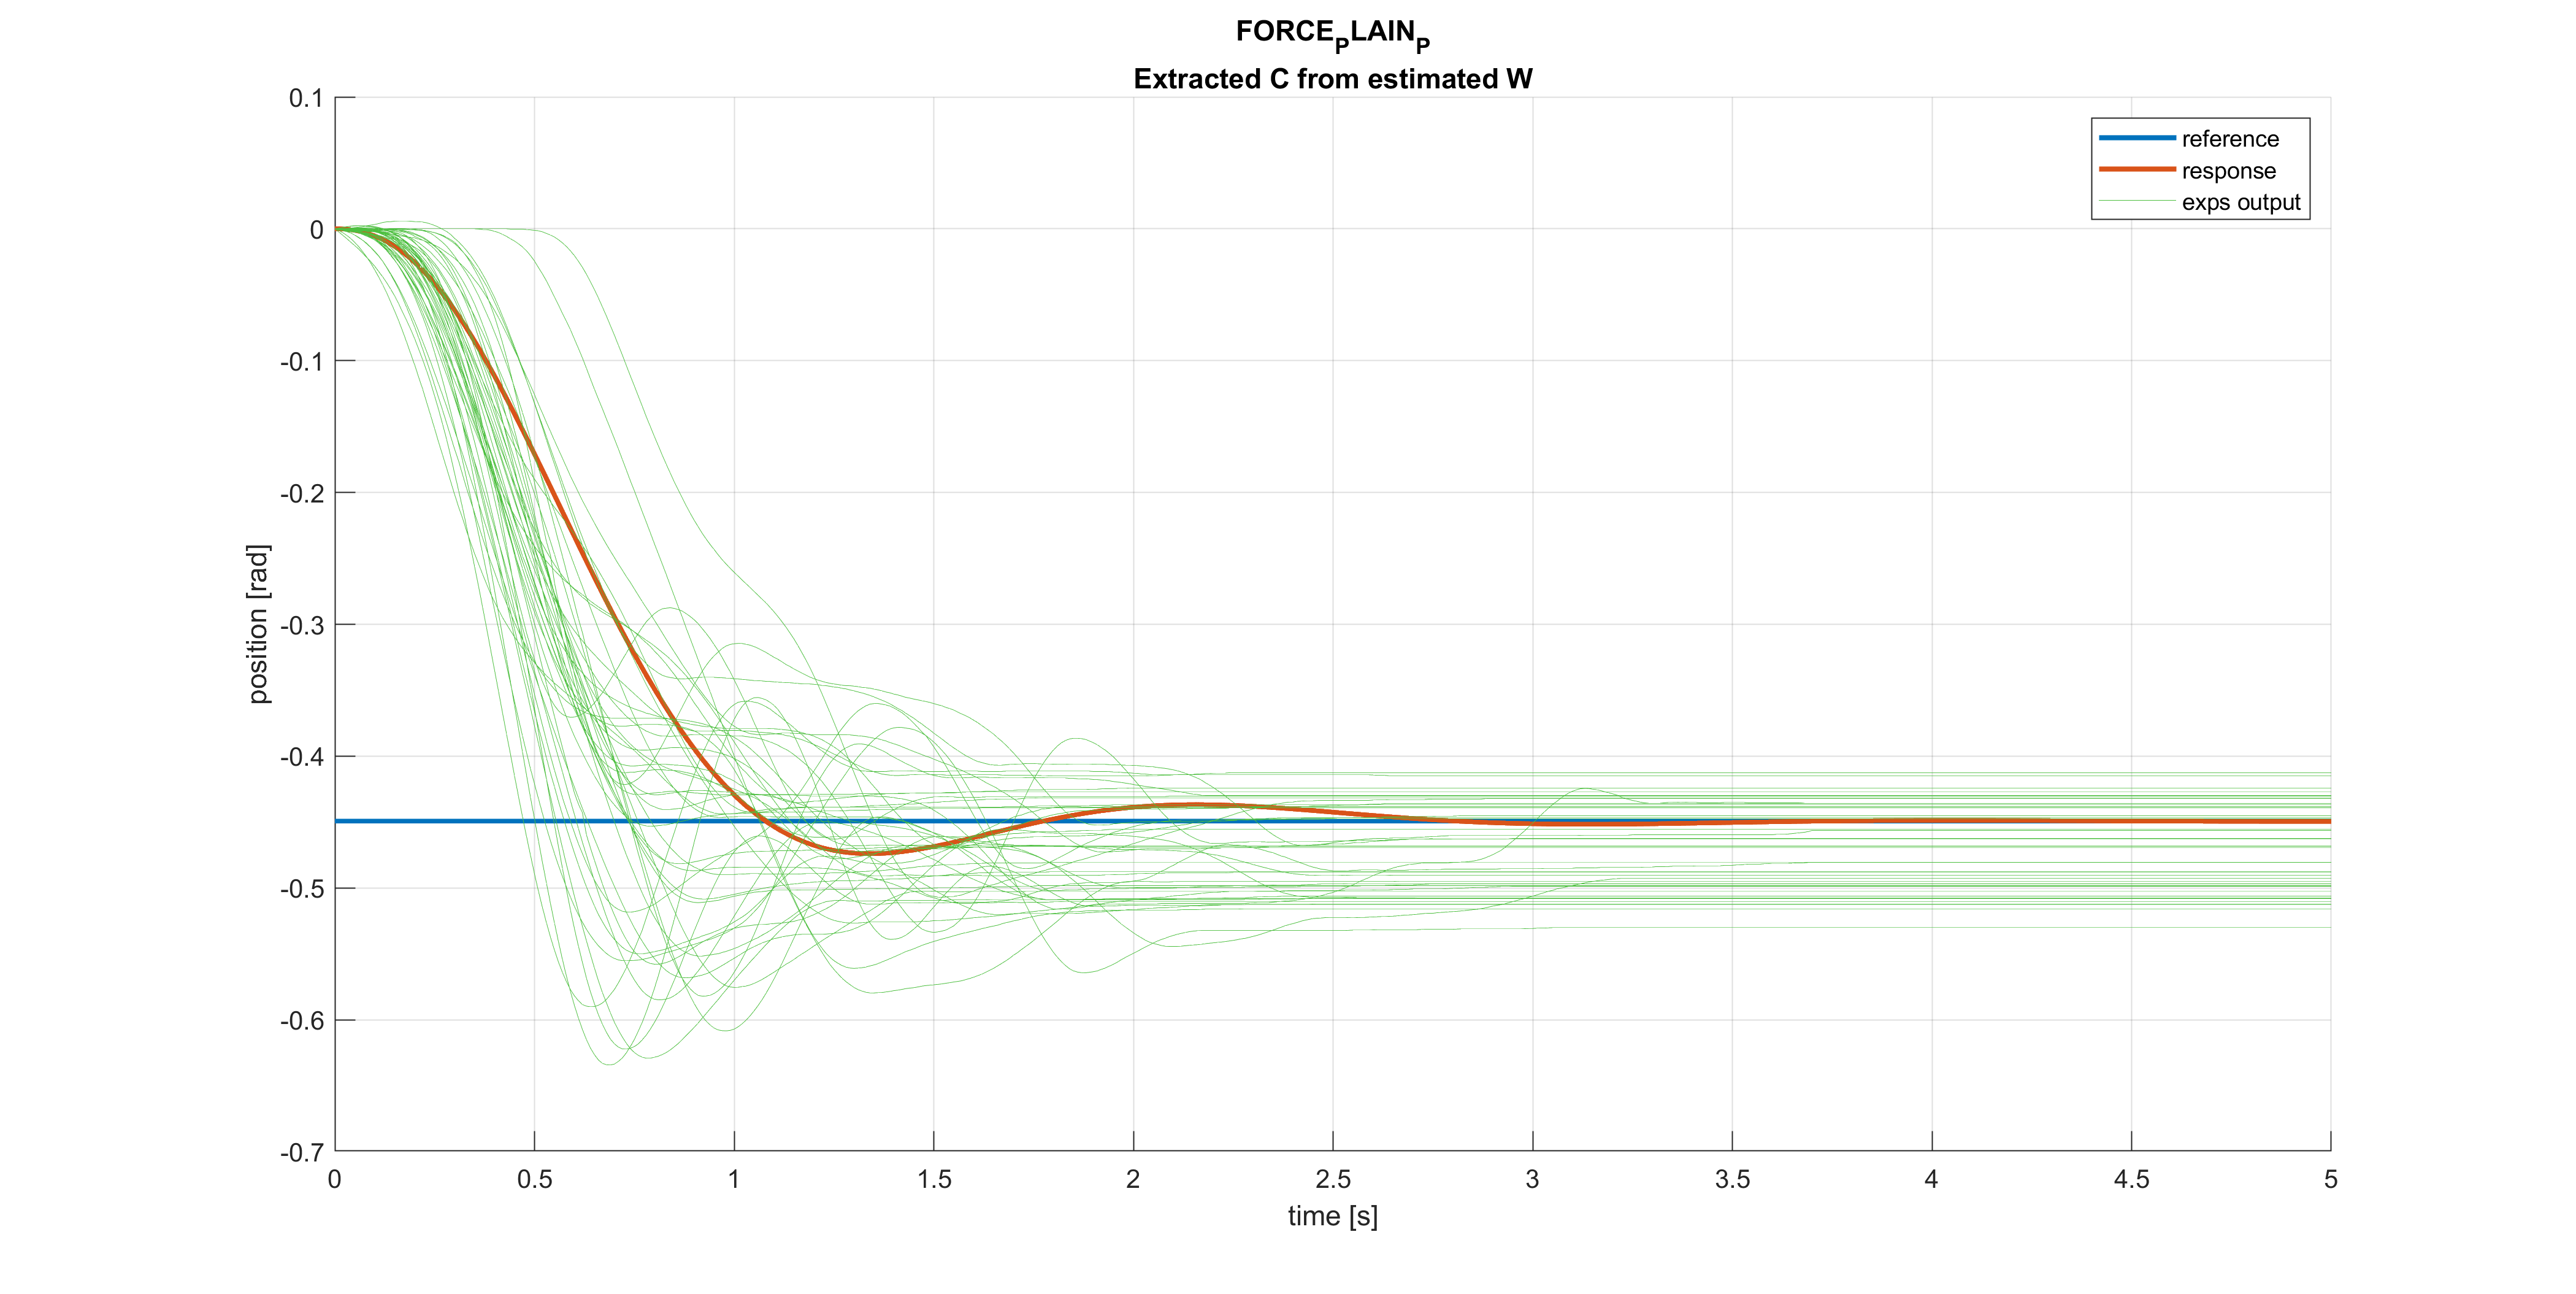 FORCE_PLAIN_P
Extracted C from estimated W
0.1
0
-0.1
-0.2
-0.3
-0.4
-0.5
-0.6
-0.7
position [rad]
reference
response
exps output
0 0.5 1 1.5 2 2.5 3 3.5 4 4.5 5
time [s]